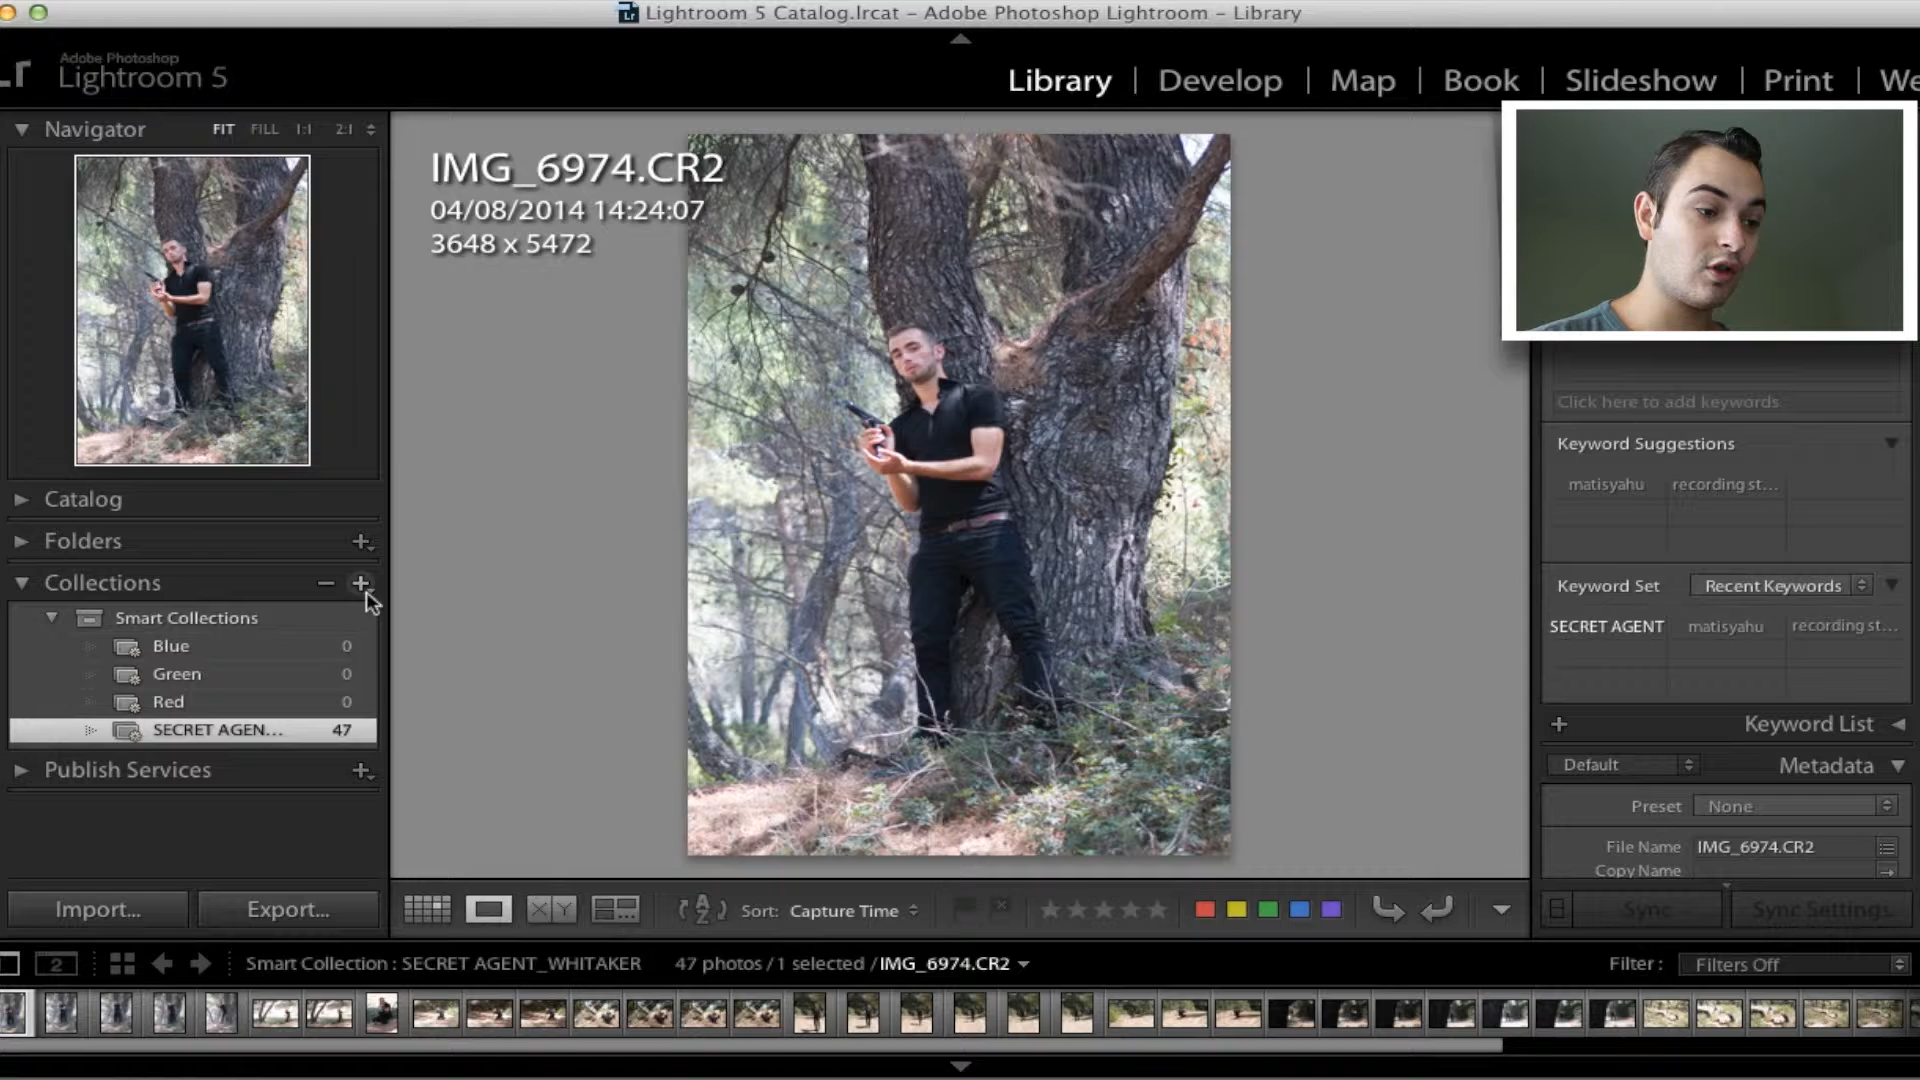 Lightroom 5 Catalog.lrcat – Adobe Photoshop Lightroom – Library
Lr
Adobe Photoshop
Lightroom 5
Library | Develop | Map | Book | Slideshow | Print | We
Navigator FIT FILL 1:1 2:1
IMG_6974.CR2
04/08/2014 14:24:07
3648 x 5472
Click here to add keywords
Keyword Suggestions
matisyahu recording st...
Catalog
Folders
Collections
Smart Collections
Blue 0
Green 0
Red 0
SECRET AGEN... 47
Publish Services
Keyword Set Recent Keywords
SECRET AGENT matisyahu recording st...
Keyword List
Default Metadata
Preset None
File Name IMG_6974.CR2
Copy Name
Import... Export...
X Y
Sort: Capture Time
Sync Sync Settings
2
Smart Collection : SECRET AGENT_WHITAKER 47 photos / 1 selected / IMG_6974.CR2
Filter : Filters Off